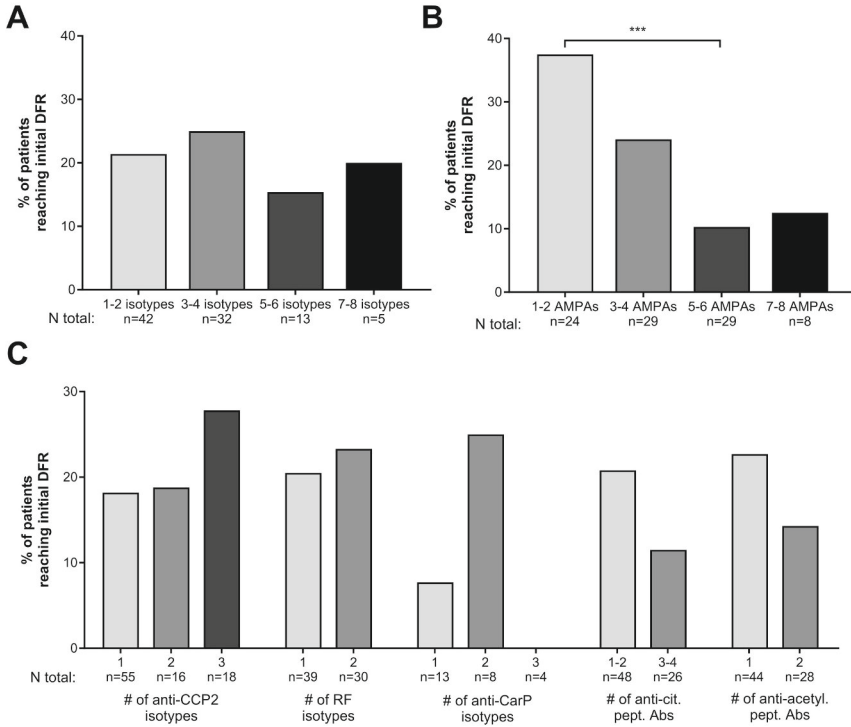 A
% of patients
reaching initial DFR
40
30
20
10
0
1-2 isotypes 3-4 isotypes 5-6 isotypes 7-8 isotypes
N total: n=42 n=32 n=13 n=5
B
% of patients
reaching initial DFR
40
30
20
10
0
***
1-2 AMPAs 3-4 AMPAs 5-6 AMPAs 7-8 AMPAs
N total: n=24 n=29 n=29 n=8
C
% of patients
reaching initial DFR
30
20
10
0
1 2 3 1 2 1 2 3 1-2 3-4 1 2
N total: n=55 n=16 n=18 n=39 n=30 n=13 n=8 n=4 n=48 n=26 n=44 n=28
# of anti-CCP2 # of RF # of anti-CarP # of anti-cit. # of anti-acetyl.
isotypes isotypes isotypes pept. Abs pept. Abs